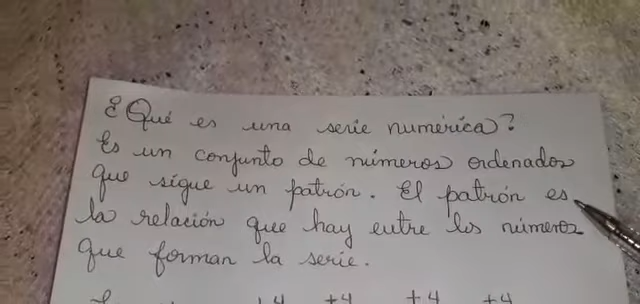 ¿Qué es una serie numérica?
Es un conjunto de números ordenados
que sigue un patrón. El patrón es
la relación que hay entre los números
que forman la serie.
+4 +4 +4 +4